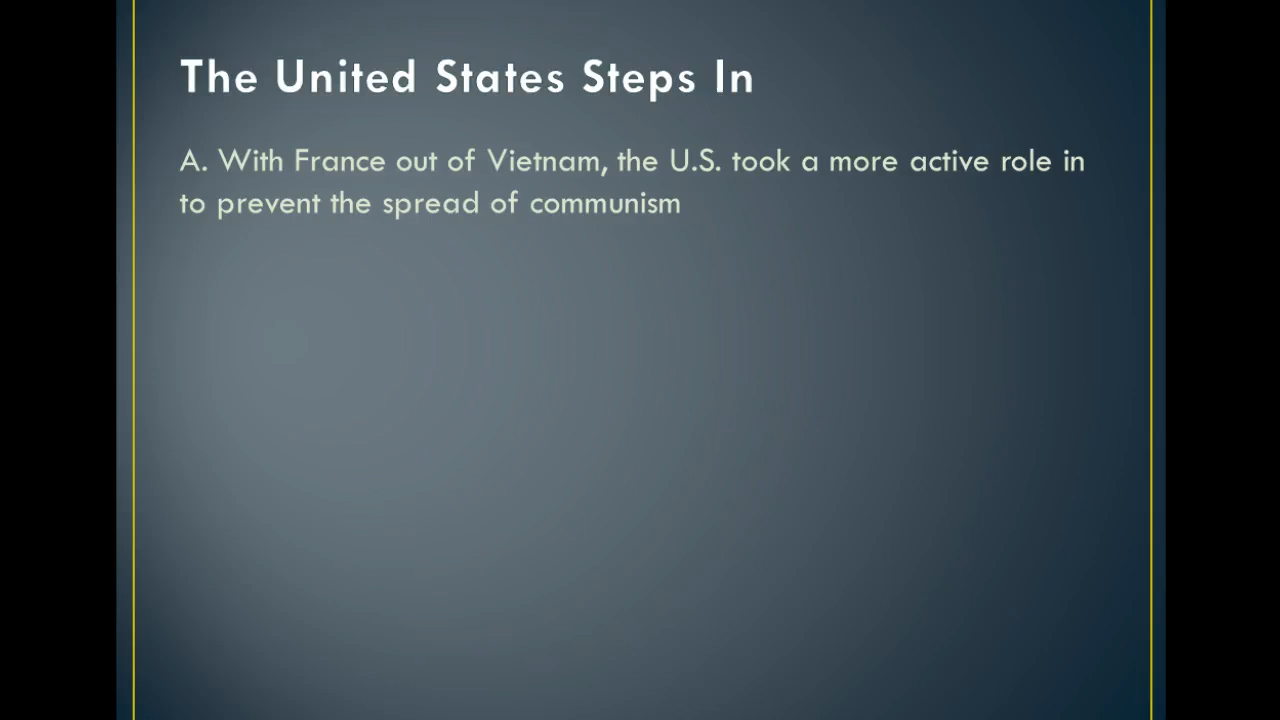 The United States Steps In
A. With France out of Vietnam, the U.S. took a more active role in
to prevent the spread of communism